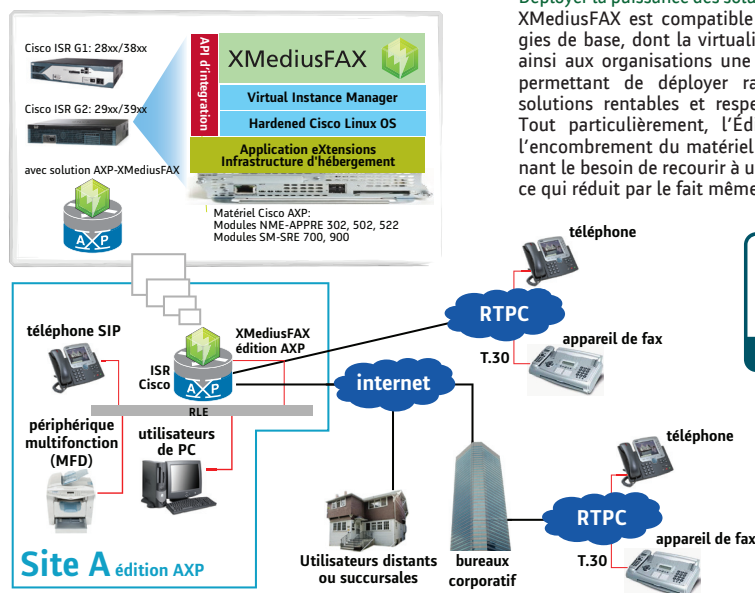 Déployer la puissance des solu
XMediusFAX est compatible
gies de base, dont la virtuali
ainsi aux organisations une
permettant de déployer ra
solutions rentables et respe
Tout particulièrement, l'Éd
l'encombrement du matériel
nant le besoin de recourir à u
ce qui réduit par le fait même
Cisco ISR G1: 28xx/38xx
Cisco ISR G2: 29xx/39xx
avec solution AXP-XMediusFAX
AXP
API d'integration
XMediusFAX
Virtual Instance Manager
Hardened Cisco Linux OS
Application eXtensions
Infrastructure d'hébergement
Matériel Cisco AXP:
Modules NME-APPRE 302, 502, 522
Modules SM-SRE 700, 900
téléphone
RTPC
T.30
appareil de fax
téléphone SIP
XMediusFAX
édition AXP
ISR
Cisco
AXP
RLE
internet
périphérique
multifonction
(MFD)
utilisateurs
de PC
téléphone
RTPC
T.30
appareil de fax
Utilisateurs distants
ou succursales
bureaux
corporatif
Site A édition AXP